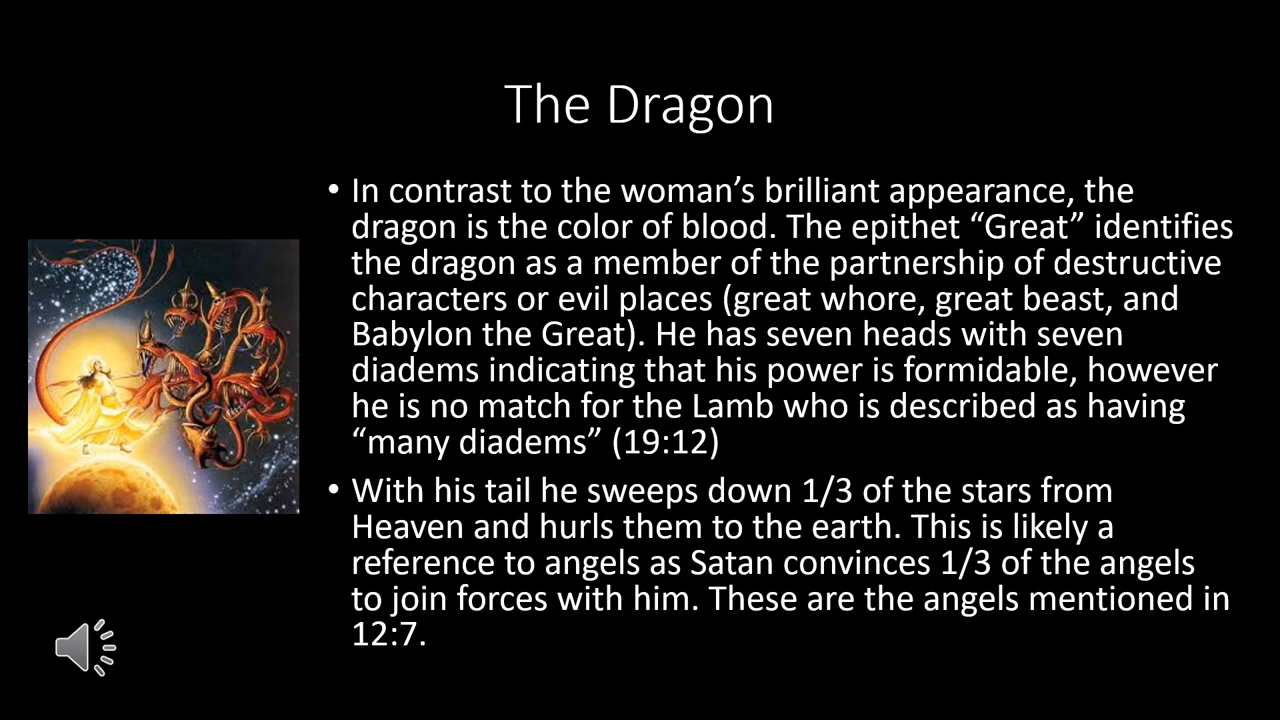 The Dragon
• In contrast to the woman’s brilliant appearance, the
dragon is the color of blood. The epithet “Great” identifies
the dragon as a member of the partnership of destructive
characters or evil places (great whore, great beast, and
Babylon the Great). He has seven heads with seven
diadems indicating that his power is formidable, however
he is no match for the Lamb who is described as having
“many diadems” (19:12)
• With his tail he sweeps down 1/3 of the stars from
Heaven and hurls them to the earth. This is likely a
reference to angels as Satan convinces 1/3 of the angels
to join forces with him. These are the angels mentioned in
12:7.